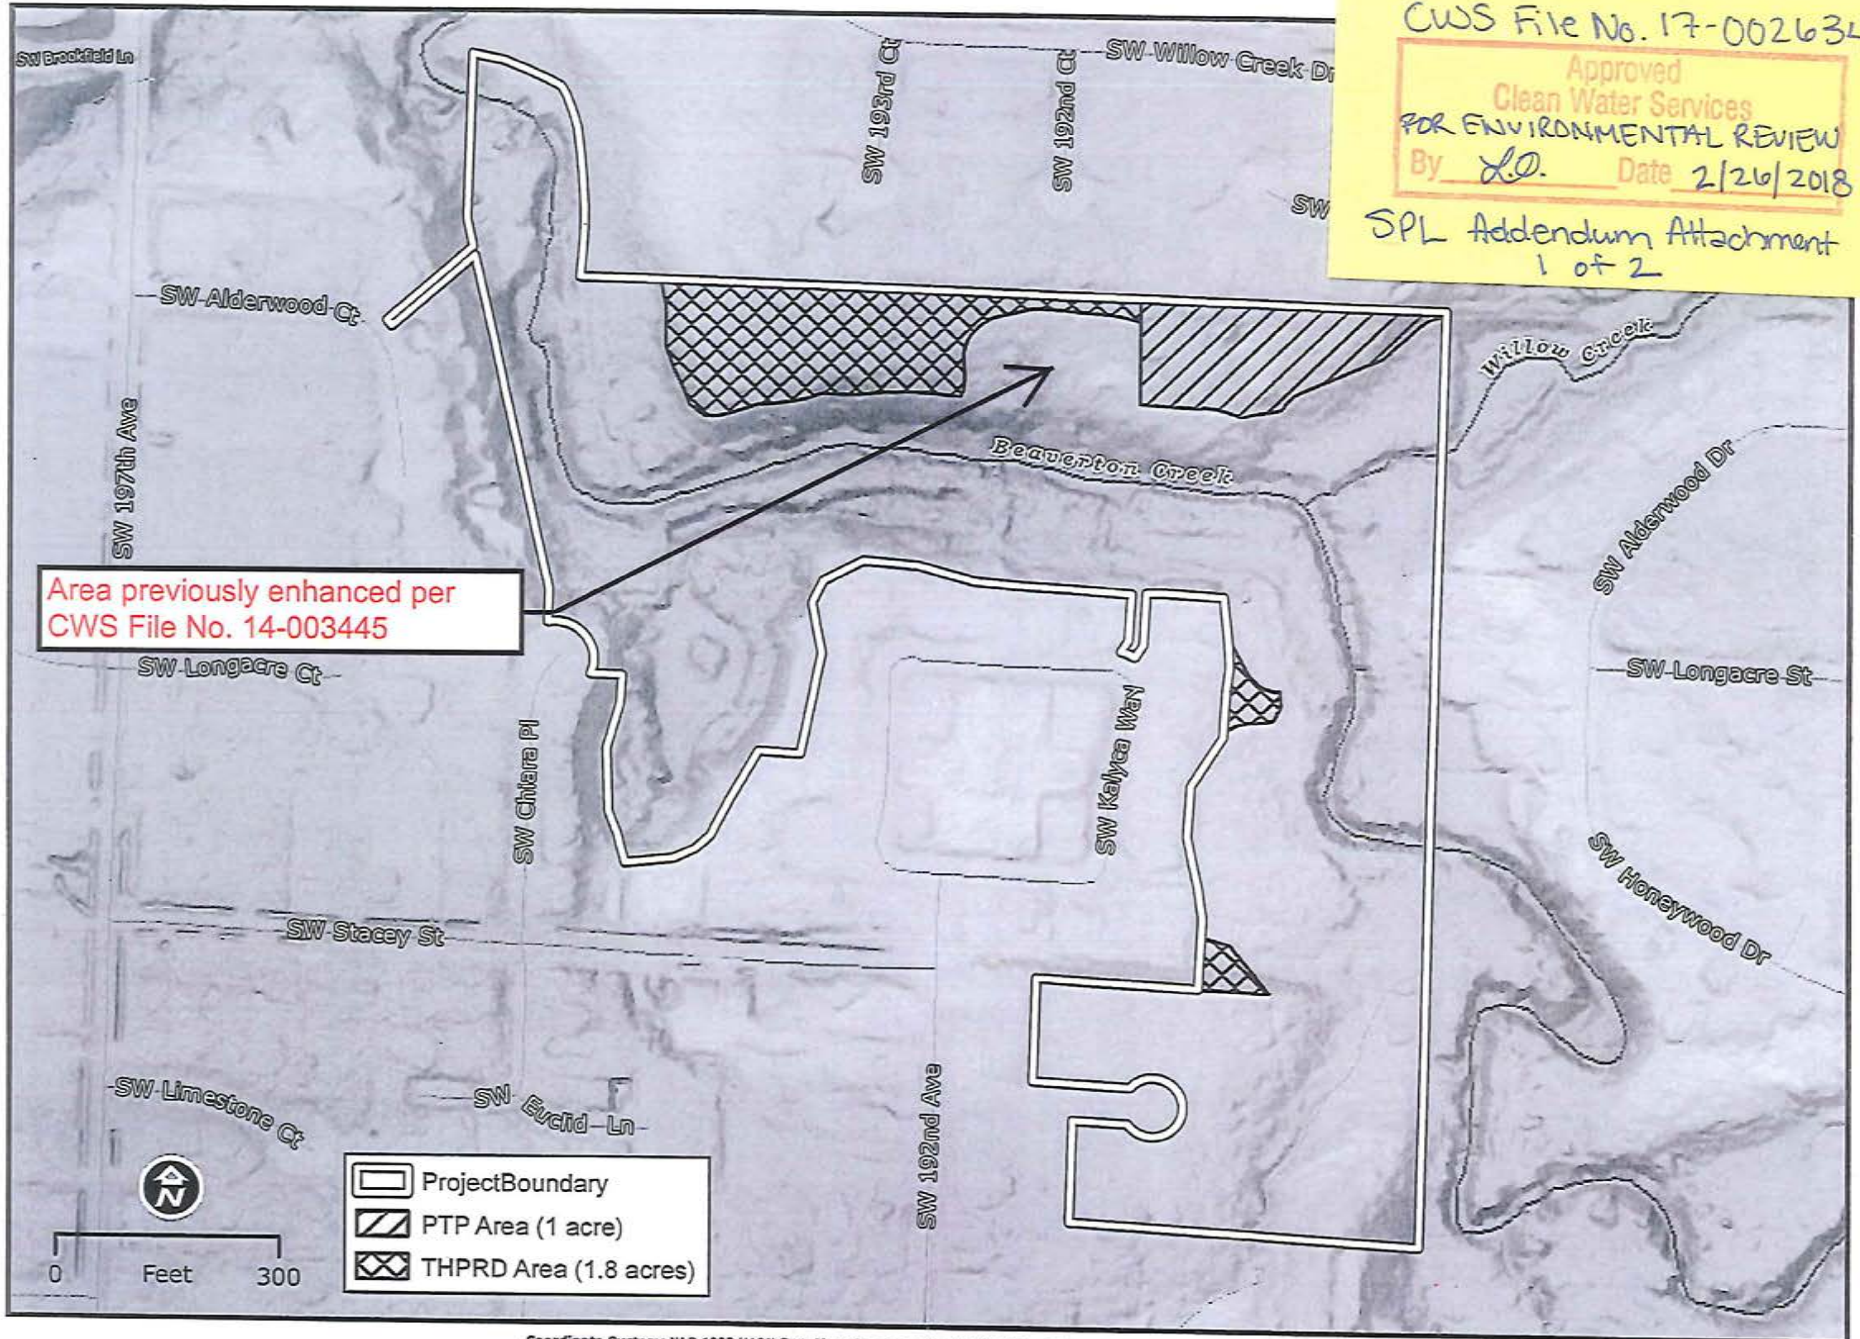 CWS File No. 17-002634
Approved
Clean Water Services
FOR ENVIRONMENTAL REVIEW
By L.O. Date 2/26/2018
SPL Addendum Attachment
1 of 2
SW Brookfield Ln
SW 193rd Ct
SW 192nd Ct
SW Willow Creek Dr
SW
SW Alderwood Ct
Willow Creek
SW 197th Ave
Beaverton Creek
SW Alderwood Dr
Area previously enhanced per
CWS File No. 14-003445
SW Longacre Ct
SW Longacre St
SW Chiara Pl
SW Kalyca Way
SW Honeywood Dr
SW Stacey St
SW Limestone Ct
SW Euclid Ln
SW 192nd Ave
N
0 Feet 300
ProjectBoundary
PTP Area (1 acre)
THPRD Area (1.8 acres)